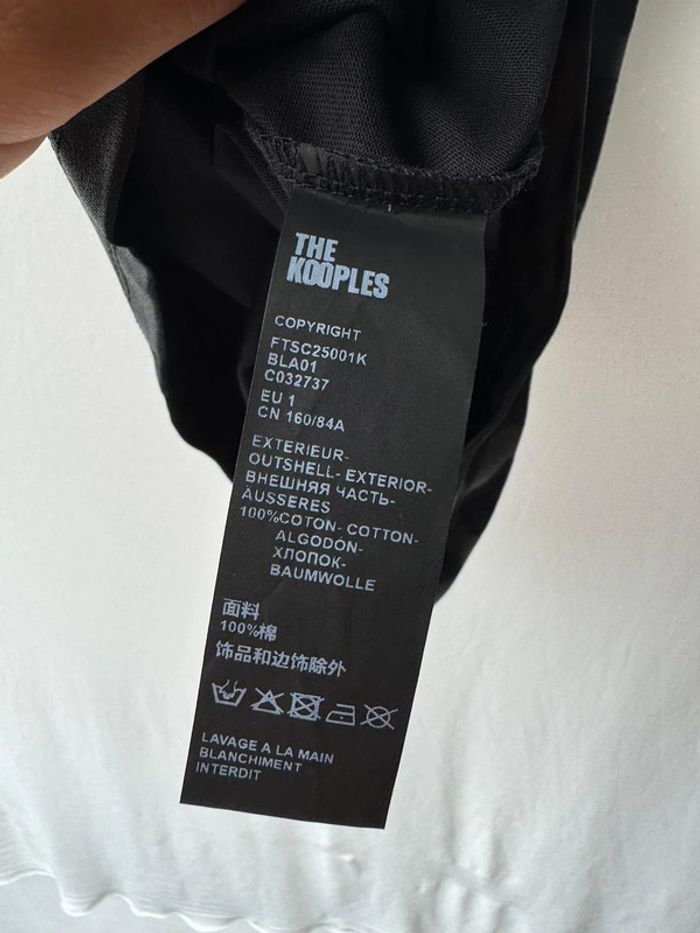 THE
KOOPLES
COPYRIGHT
FTSC25001K
BLA01
C032737
EU 1
CN 160/84A
EXTERIEUR-
OUTSHELL- EXTERIOR-
ВНЕШНЯЯ ЧАСТЬ-
AUSSERES
100%COTON- COTTON-
ALGODÓN-
ХЛОПОК-
BAUMWOLLE
面料
100%棉
饰品和边饰除外
LAVAGE A LA MAIN
BLANCHIMENT
INTERDIT